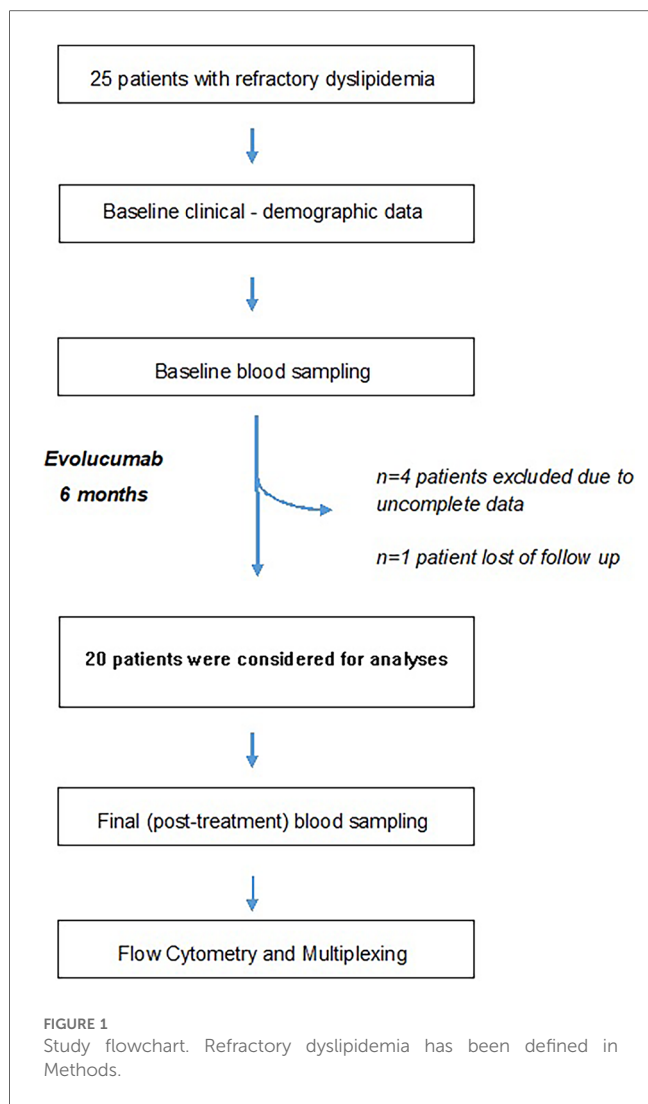 25 patients with refractory dyslipidemia
Baseline clinical - demographic data
Baseline blood sampling
Evolucumab
6 months
n=4 patients excluded due to
uncomplete data
n=1 patient lost of follow up
20 patients were considered for analyses
Final (post-treatment) blood sampling
Flow Cytometry and Multiplexing
FIGURE 1
Study flowchart. Refractory dyslipidemia has been defined in
Methods.